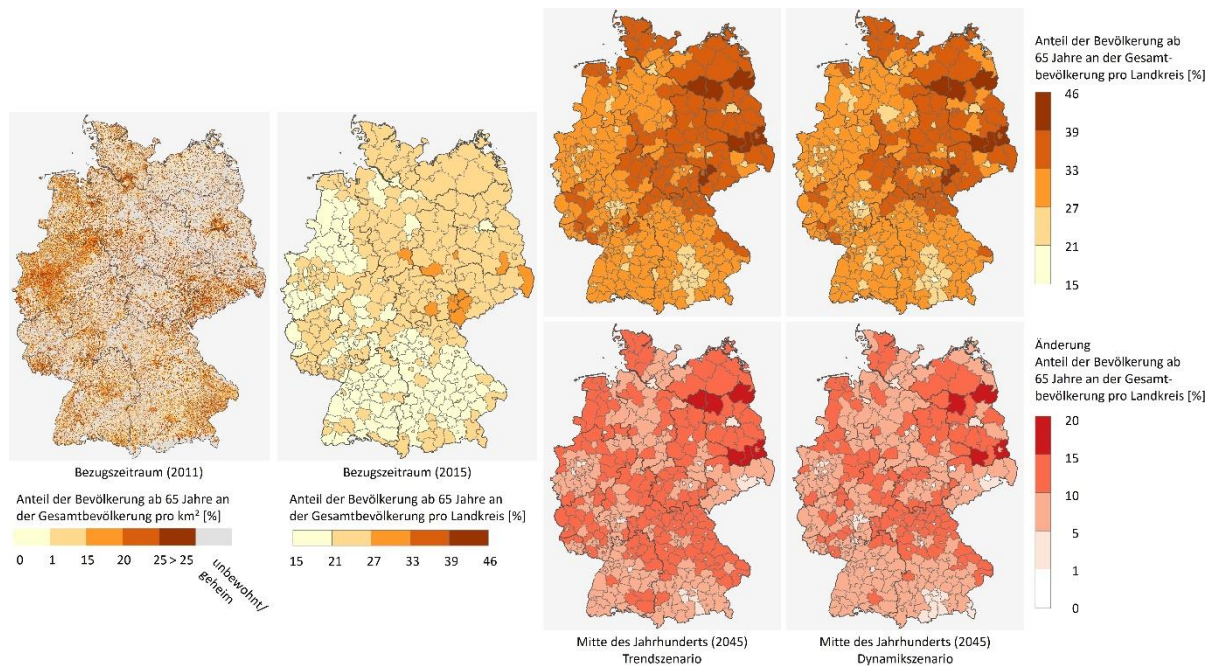 Bezugszeitraum (2011)
Anteil der Bevölkerung ab 65 Jahre an
der Gesamtbevölkerung pro km² [%]
0 1 15 20 25 > 25
unbewohnt/
geheim
Bezugszeitraum (2015)
Anteil der Bevölkerung ab 65 Jahre an
der Gesamtbevölkerung pro Landkreis [%]
15 21 27 33 39 46
Anteil der Bevölkerung ab
65 Jahre an der Gesamt-
bevölkerung pro Landkreis [%]
46
39
33
27
21
15
Änderung
Anteil der Bevölkerung ab
65 Jahre an der Gesamt-
bevölkerung pro Landkreis [%]
20
15
10
5
1
0
Mitte des Jahrhunderts (2045)
Trendszenario
Mitte des Jahrhunderts (2045)
Dynamikszenario